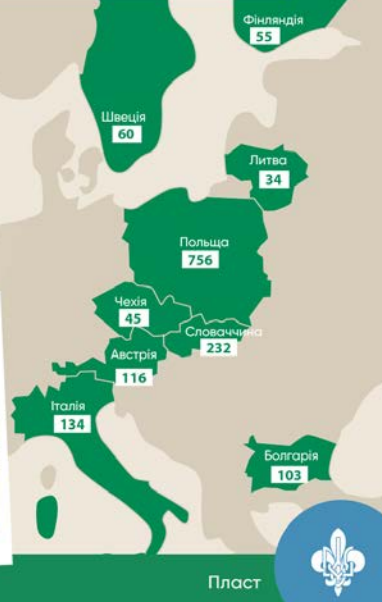 Фінляндія
55
Швеція
60
Литва
34
Польща
756
Чехія
45
Словаччина
232
Австрія
116
Італія
134
Болгарія
103
Пласт